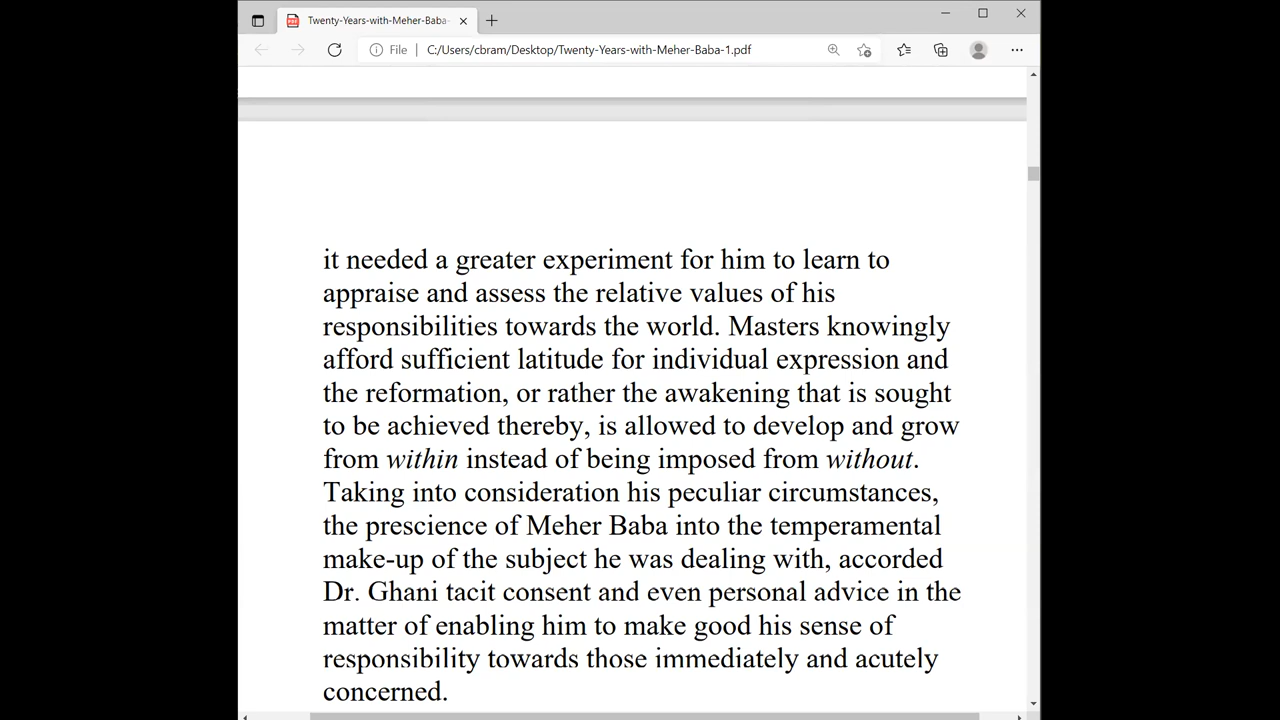 Twenty-Years-with-Meher-Baba-
File
C:/Users/cbram/Desktop/Twenty-Years-with-Meher-Baba-1.pdf
it needed a greater experiment for him to learn to
appraise and assess the relative values of his
responsibilities towards the world. Masters knowingly
afford sufficient latitude for individual expression and
the reformation, or rather the awakening that is sought
to be achieved thereby, is allowed to develop and grow
from within instead of being imposed from without.
Taking into consideration his peculiar circumstances,
the prescience of Meher Baba into the temperamental
make-up of the subject he was dealing with, accorded
Dr. Ghani tacit consent and even personal advice in the
matter of enabling him to make good his sense of
responsibility towards those immediately and acutely
concerned.